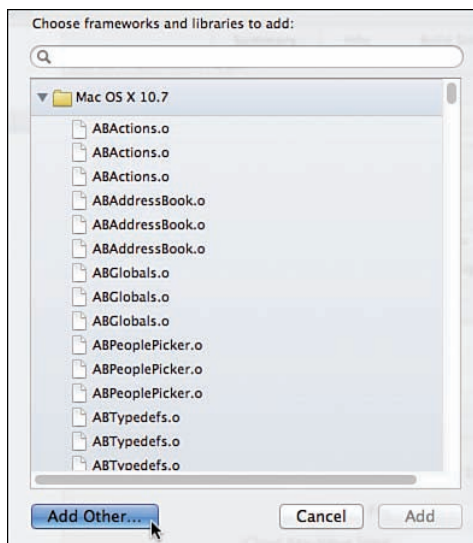 Choose frameworks and libraries to add:
Mac OS X 10.7
ABActions.o
ABActions.o
ABActions.o
ABAddressBook.o
ABAddressBook.o
ABAddressBook.o
ABGlobals.o
ABGlobals.o
ABGlobals.o
ABPeoplePicker.o
ABPeoplePicker.o
ABPeoplePicker.o
ABTypedefs.o
ABTypedefs.o
ABTypedefs.o
Add Other... Cancel Add